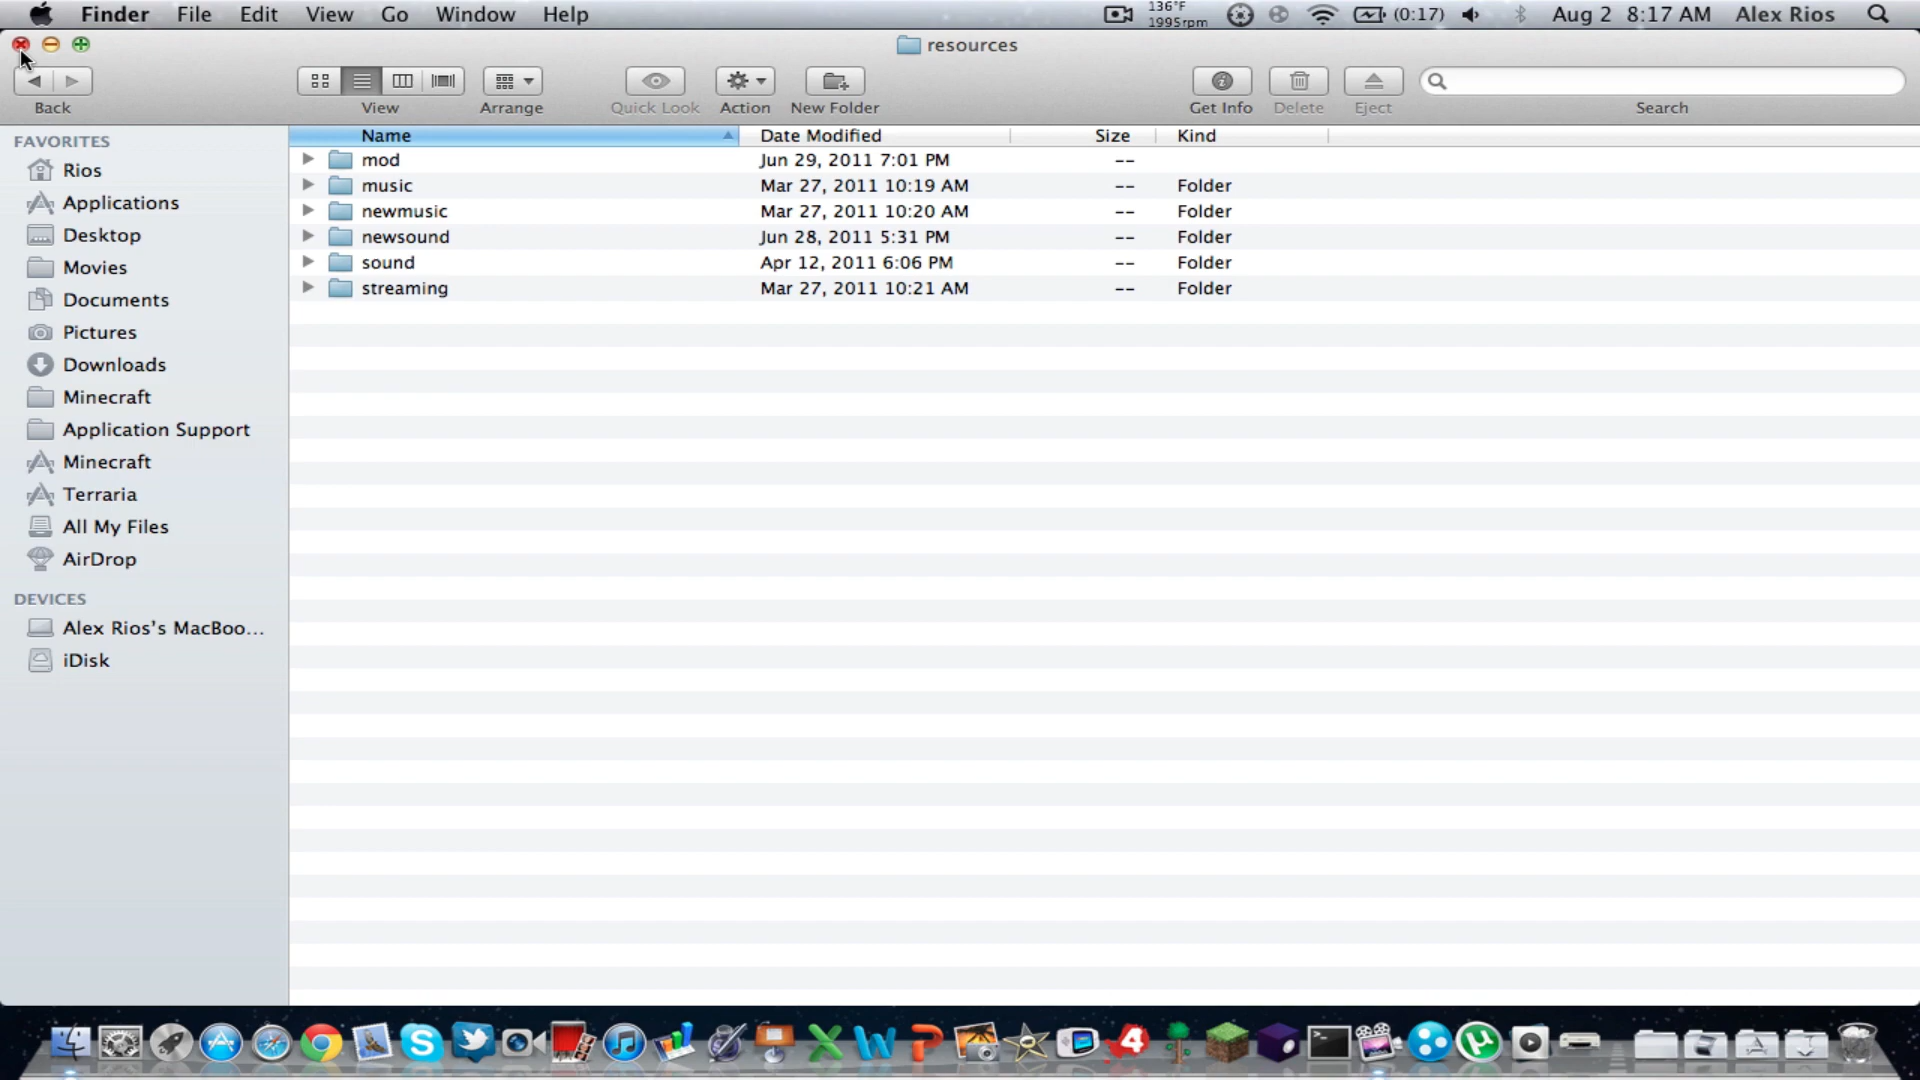 Finder File Edit View Go Window Help 136°F 1995rpm (0:17) Aug 2 8:17 AM Alex Rios
resources
Back View Arrange Quick Look Action New Folder Get Info Delete Eject Search
FAVORITES
Rios
Applications
Desktop
Movies
Documents
Pictures
Downloads
Minecraft
Application Support
Minecraft
Terraria
All My Files
AirDrop
DEVICES
Alex Rios's MacBoo...
iDisk
Name Date Modified Size Kind
mod Jun 29, 2011 7:01 PM --
music Mar 27, 2011 10:19 AM -- Folder
newmusic Mar 27, 2011 10:20 AM -- Folder
newsound Jun 28, 2011 5:31 PM -- Folder
sound Apr 12, 2011 6:06 PM -- Folder
streaming Mar 27, 2011 10:21 AM -- Folder